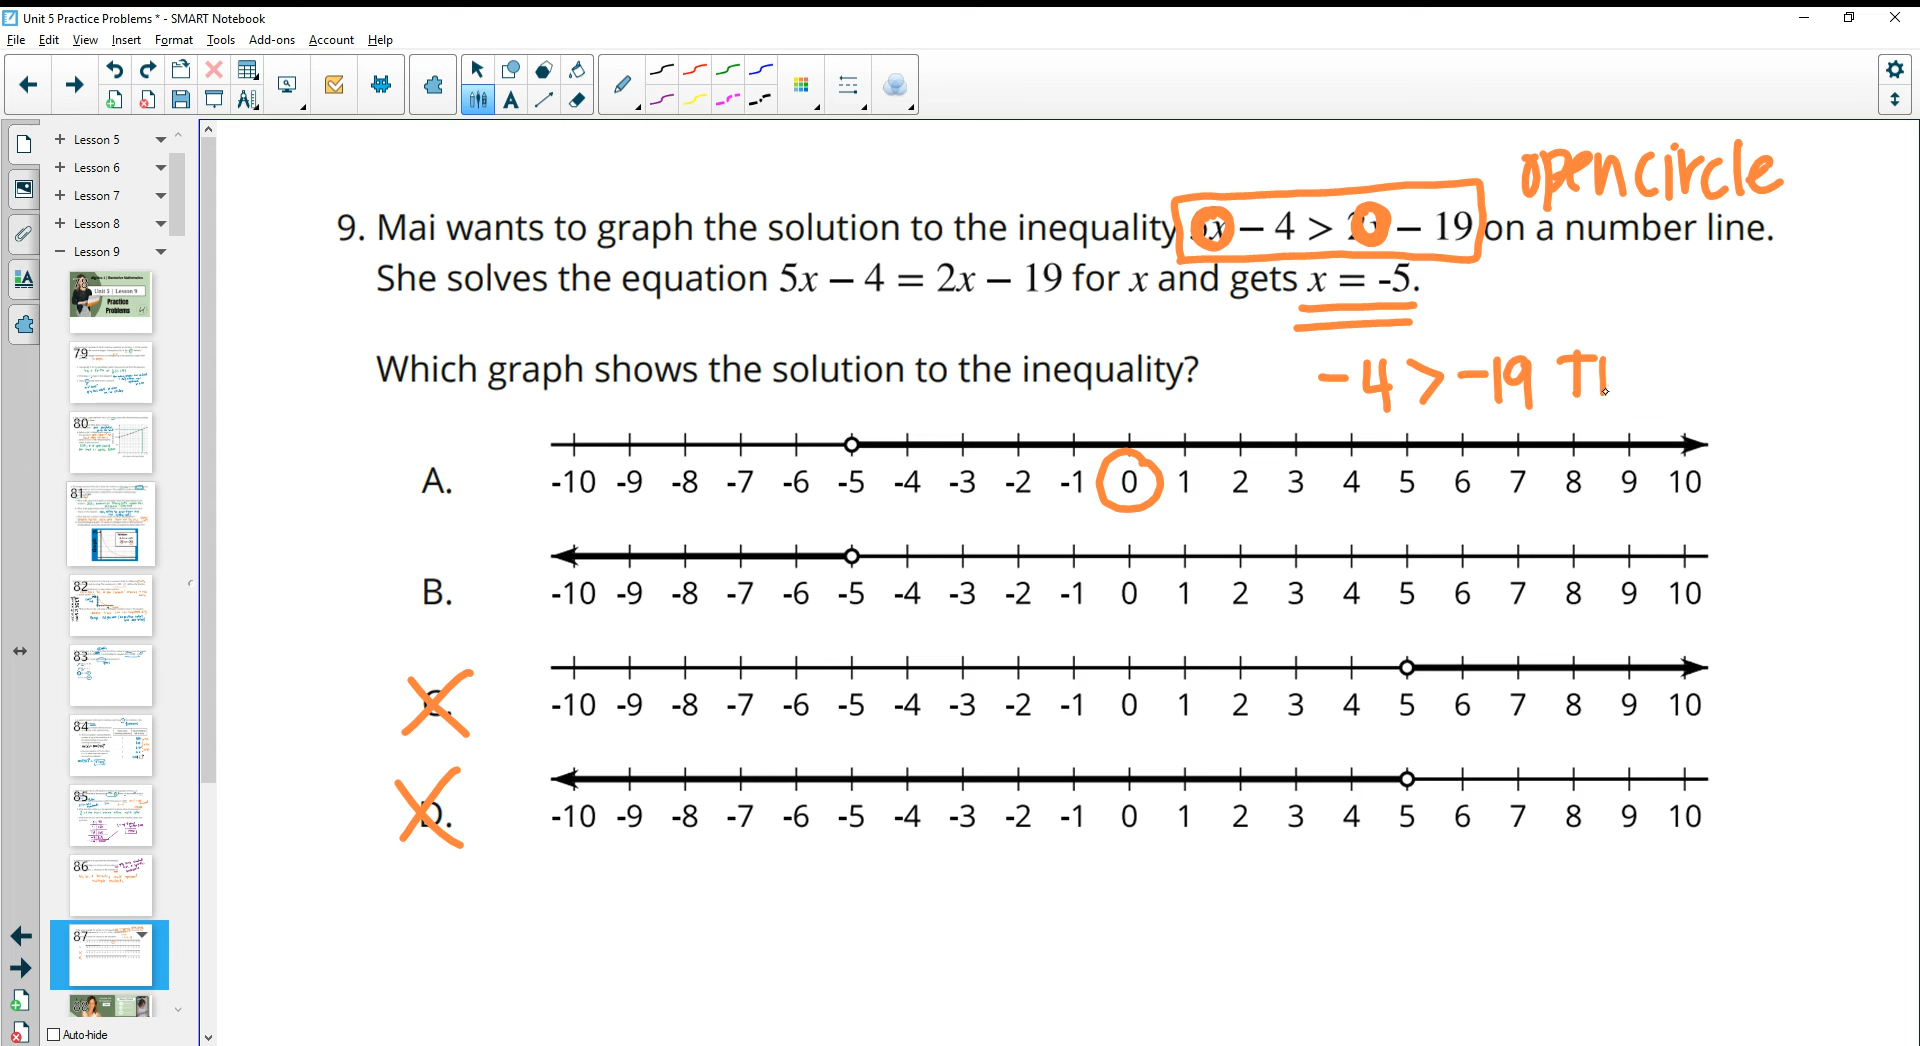 Unit 5 Practice Problems * - SMART Notebook
File Edit View Insert Format Tools Add-ons Account Help
Lesson 5
Lesson 6
Lesson 7
Lesson 8
Lesson 9
Unit 5 | Lesson 9
Practice
Problems
79
80
81
82
83
84
85
86
87
Auto-hide
open circle
9. Mai wants to graph the solution to the inequality x – 4 > – 19 on a number line.
She solves the equation 5x – 4 = 2x – 19 for x and gets x = -5.
Which graph shows the solution to the inequality?
-4 > -19 T
A.
-10 -9 -8 -7 -6 -5 -4 -3 -2 -1 0 1 2 3 4 5 6 7 8 9 10
B.
-10 -9 -8 -7 -6 -5 -4 -3 -2 -1 0 1 2 3 4 5 6 7 8 9 10
C.
-10 -9 -8 -7 -6 -5 -4 -3 -2 -1 0 1 2 3 4 5 6 7 8 9 10
D.
-10 -9 -8 -7 -6 -5 -4 -3 -2 -1 0 1 2 3 4 5 6 7 8 9 10